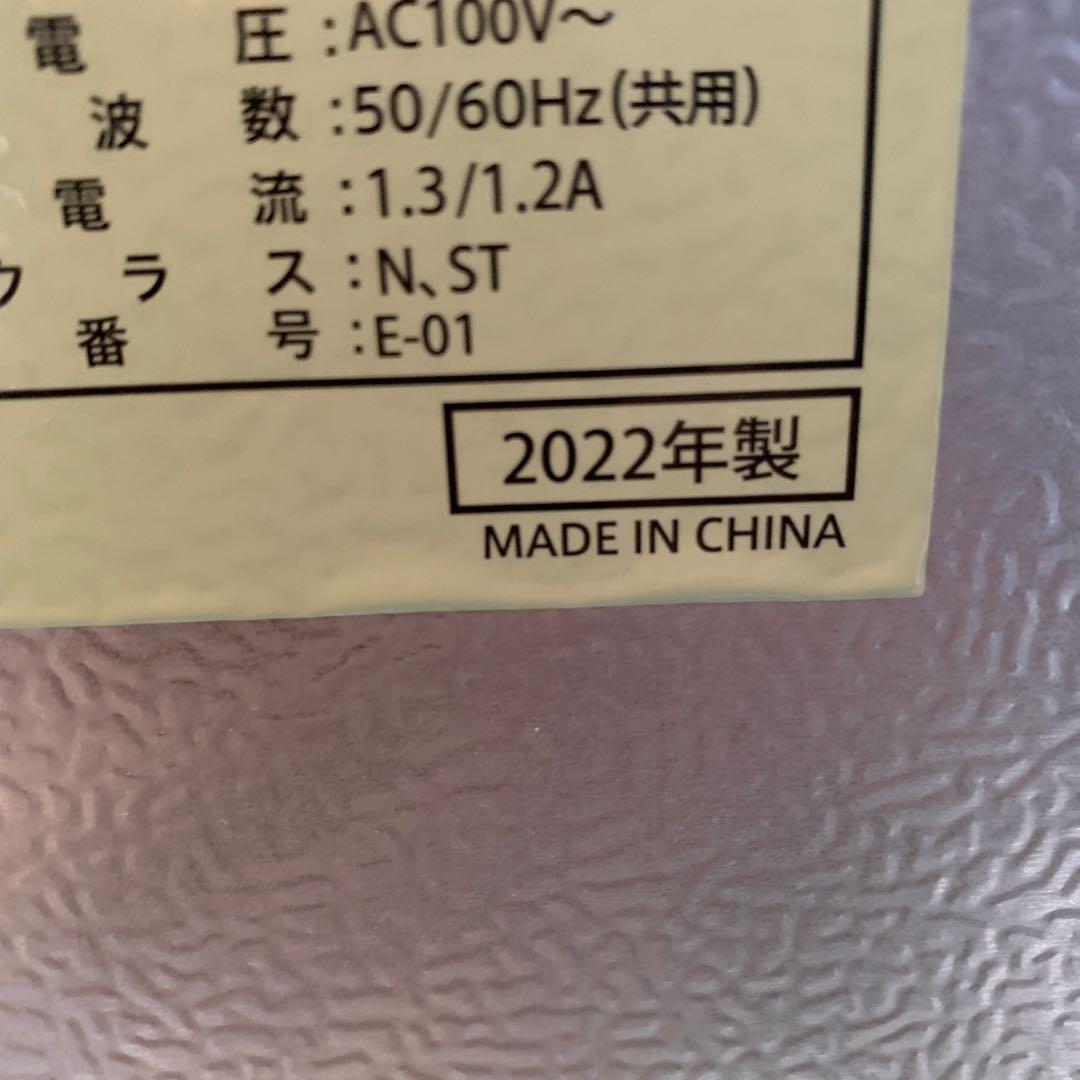 電圧:AC100V〜
波数:50/60Hz(共用)
電流:1.3/1.2A
ラス:N、ST
番号:E-01
2022年製
MADE IN CHINA